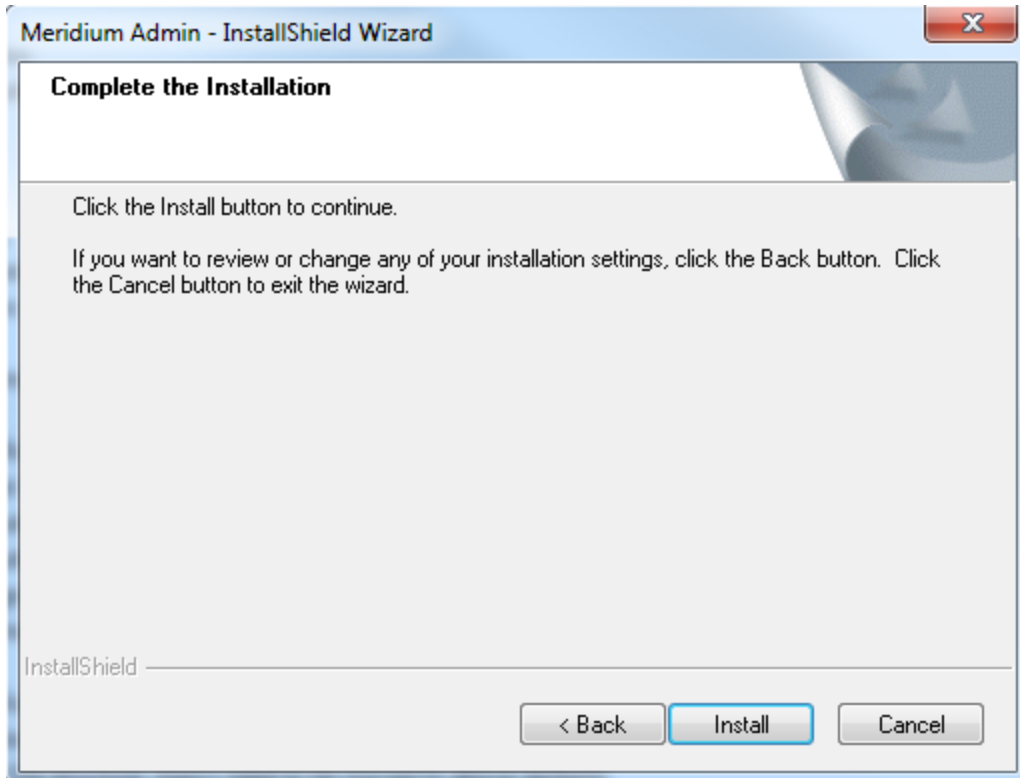 Meridium Admin - InstallShield Wizard
Complete the Installation
Click the Install button to continue.
If you want to review or change any of your installation settings, click the Back button.  Click
the Cancel button to exit the wizard.
InstallShield
< Back Install Cancel